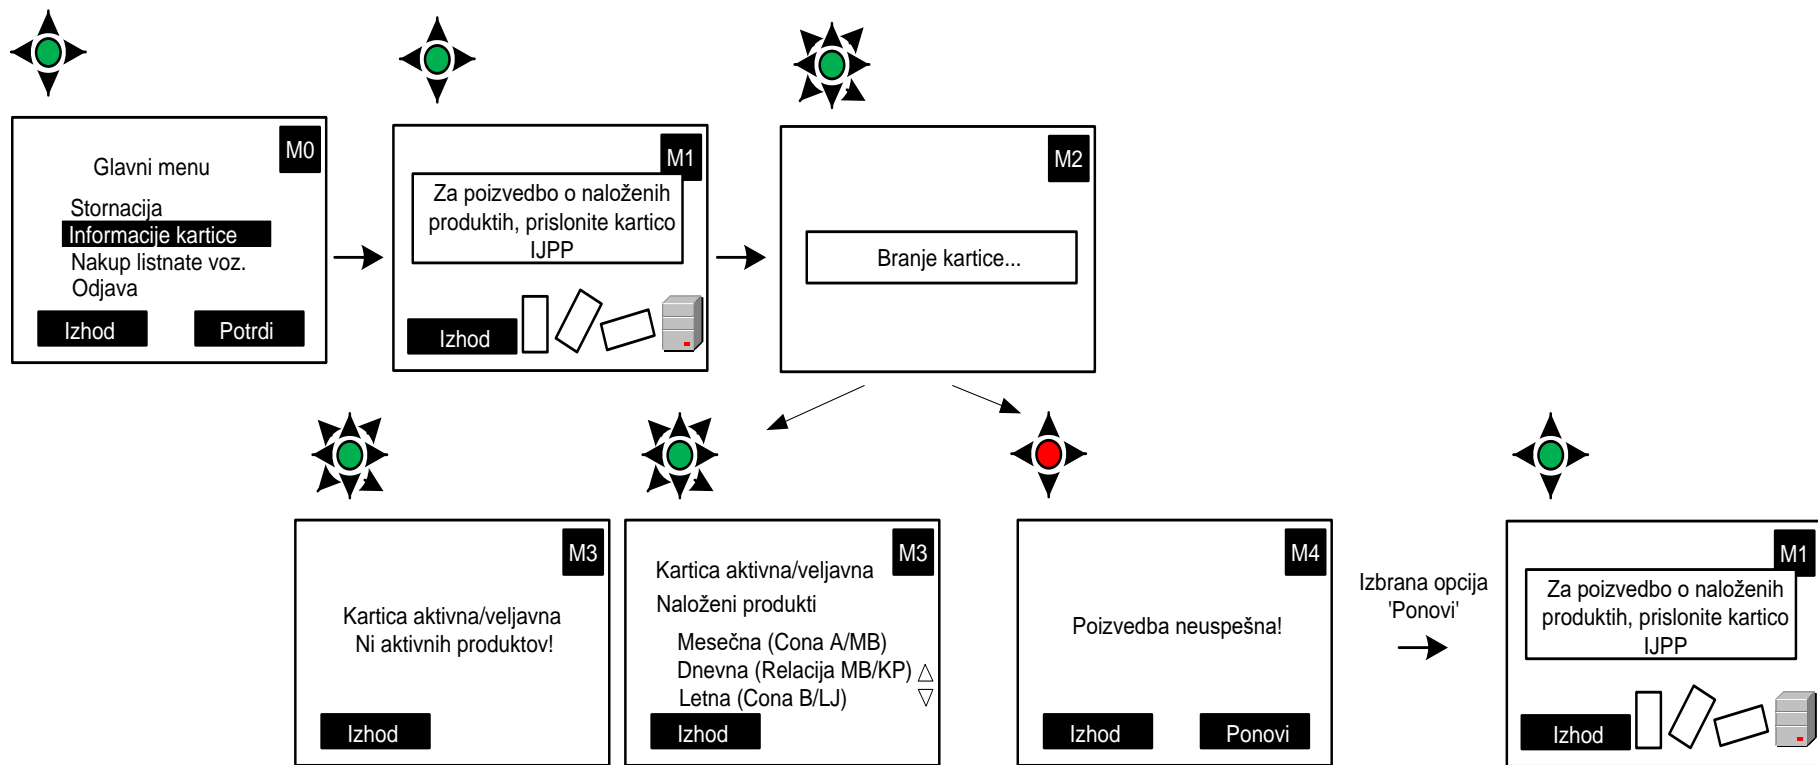 M0
Glavni menu
Stornacija
Informacije kartice
Nakup listnate voz.
Odjava
Izhod
Potrdi
M1
Za poizvedbo o naloženih
produktih, prislonite kartico
IJPP
Izhod
M2
Branje kartice...
M3
Kartica aktivna/veljavna
Ni aktivnih produktov!
Izhod
M3
Kartica aktivna/veljavna
Naloženi produkti
Mesečna (Cona A/MB)
Dnevna (Relacija MB/KP)
Letna (Cona B/LJ)
Izhod
M4
Poizvedba neuspešna!
Izhod
Ponovi
Izbrana opcija
'Ponovi'
M1
Za poizvedbo o naloženih
produktih, prislonite kartico
IJPP
Izhod